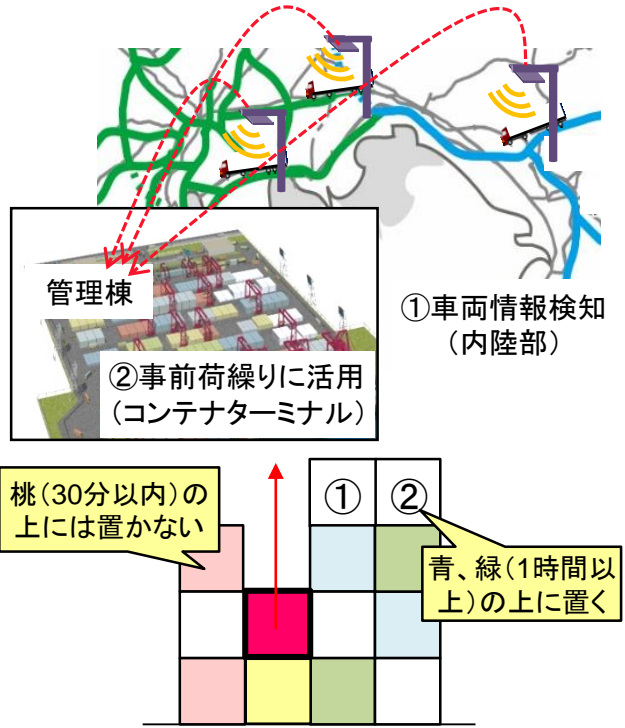 管理棟
①車両情報検知
(内陸部)
②事前荷繰りに活用
(コンテナターミナル)
桃(30分以内)の
上には置かない
① ②
青、緑(1時間以
上)の上に置く